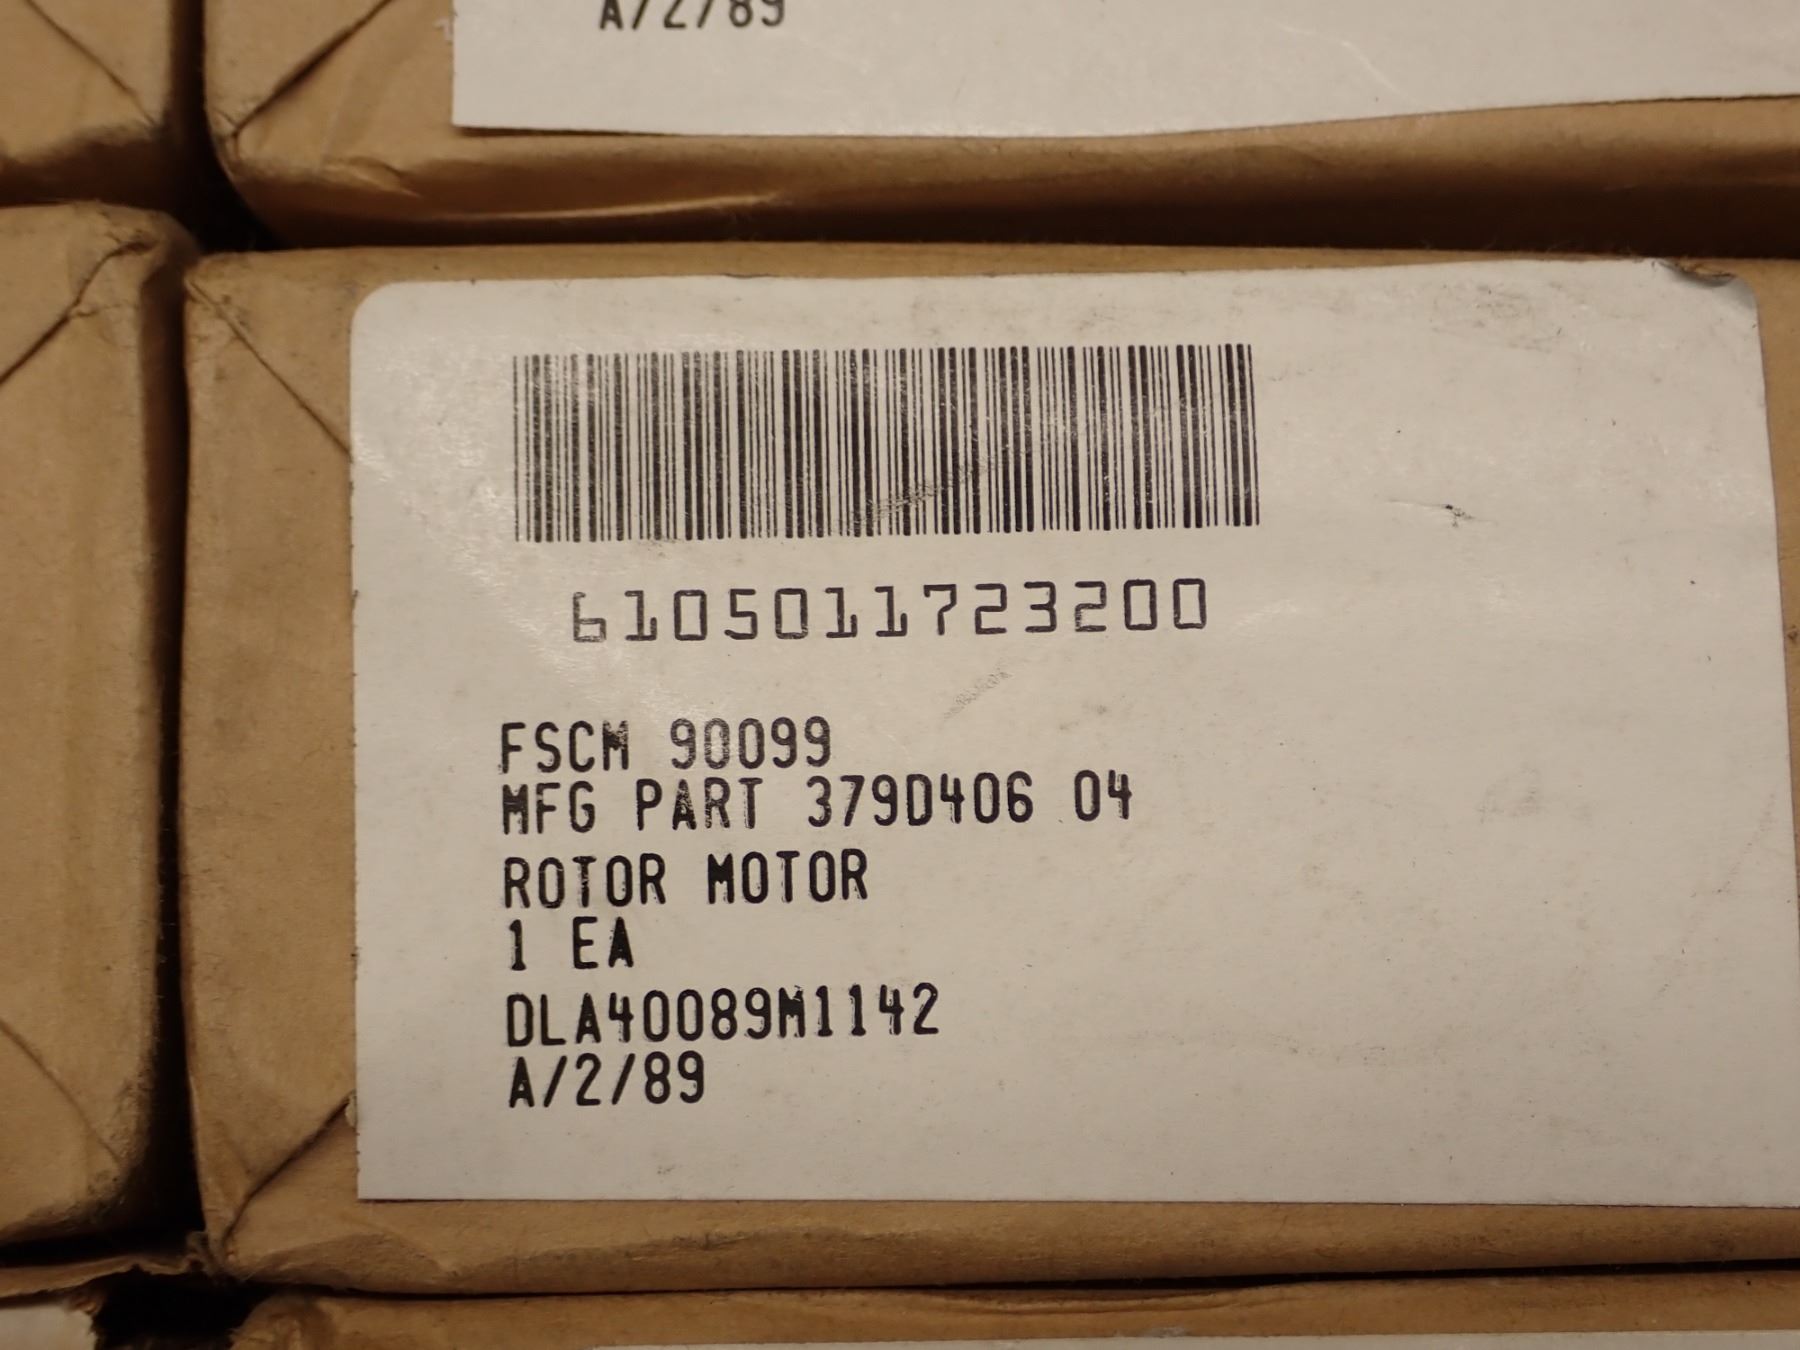 A/2/89
6105011723200
FSCM 90099
MFG PART 379D406 04
ROTOR MOTOR
1 EA
DLA40089M1142
A/2/89